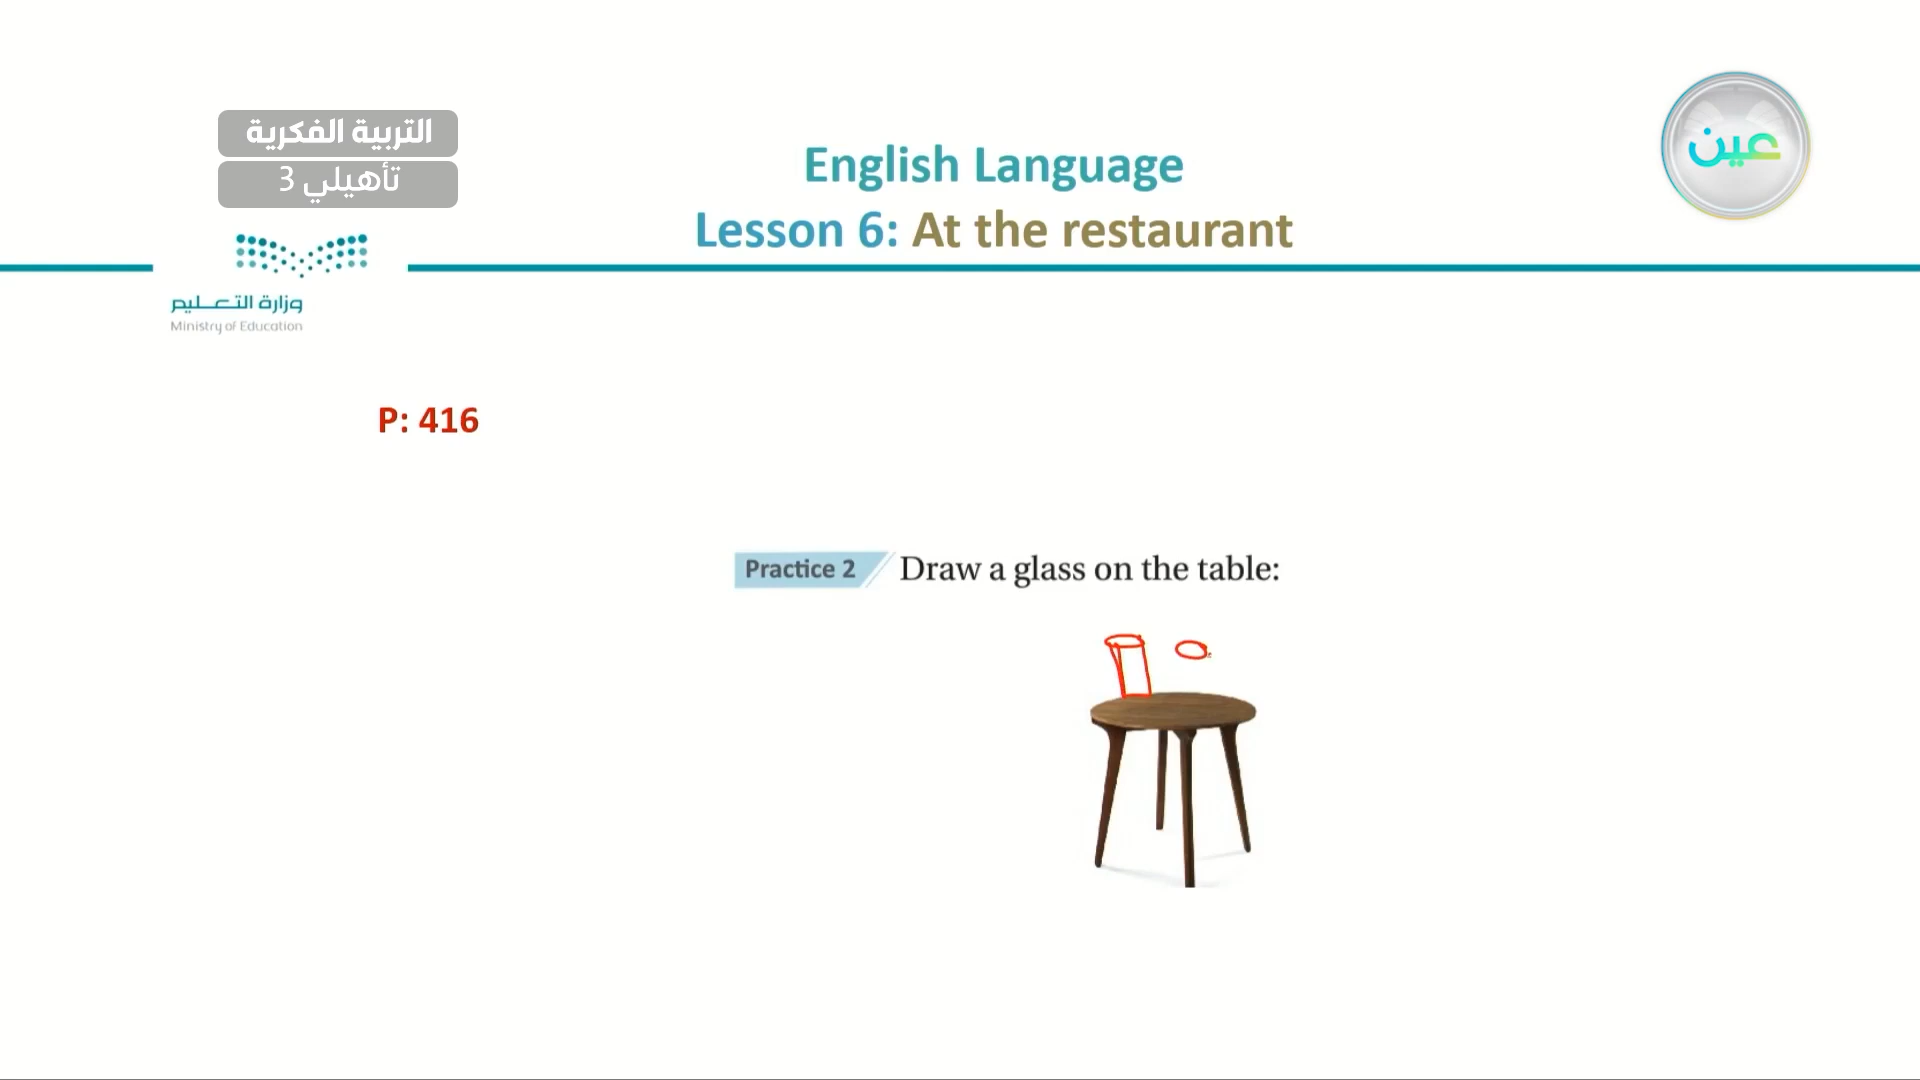 التربية الفكرية
تأهيلي 3
عين
English Language
Lesson 6: At the restaurant
وزارة التعليم
Ministry of Education
P: 416
Practice 2 Draw a glass on the table: